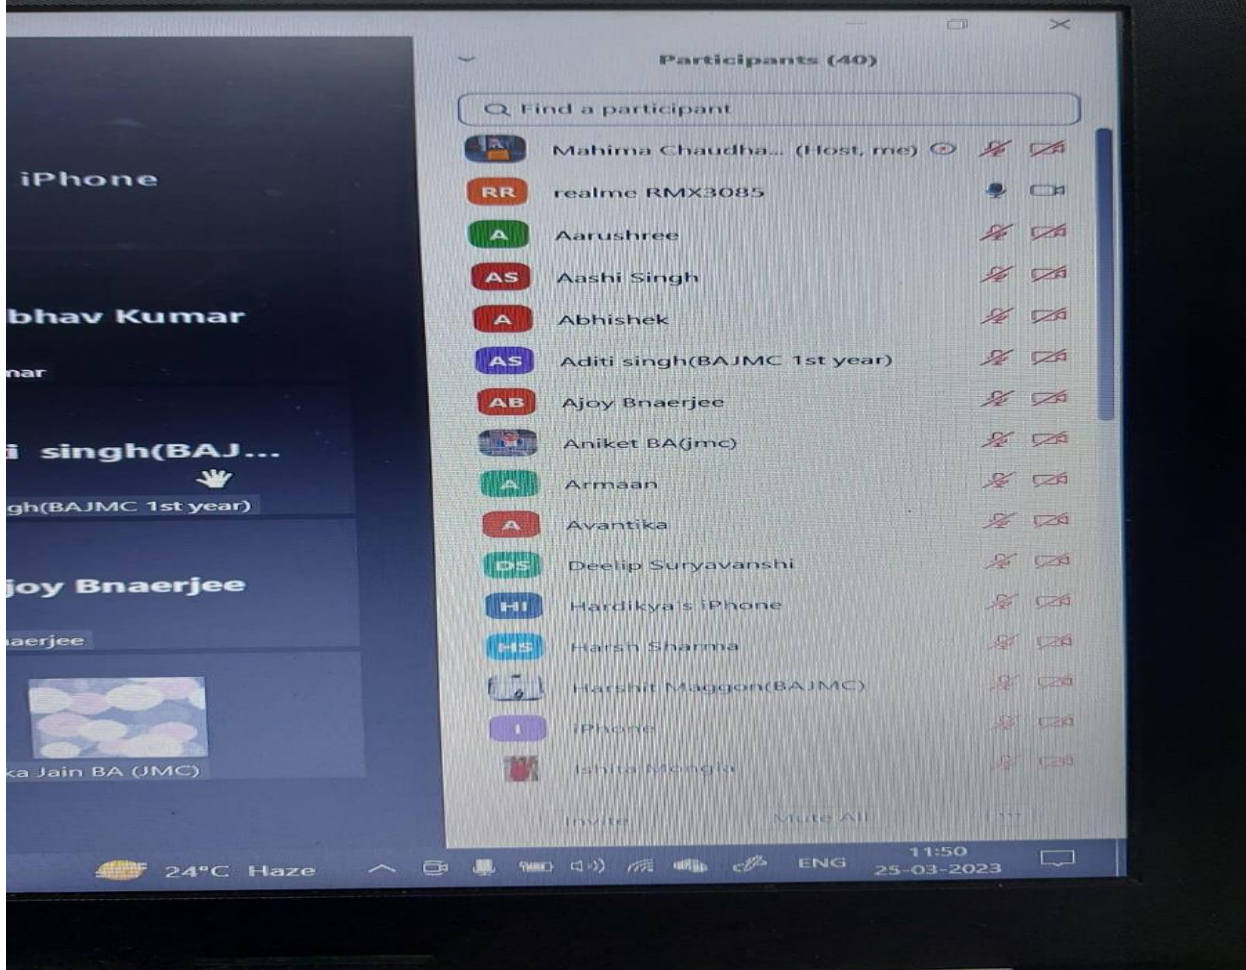 iPhone
bhav Kumar
mar
i singh(BAJ...
gh(BAJMC 1st year)
joy Bnaerjee
naerjee
ka Jain BA (JMC)
Participants (40)
Find a participant
Mahima Chaudha... (Host, me)
RR realme RMX3085
A Aarushree
AS Aashi Singh
A Abhishek
AS Aditi singh(BAJMC 1st year)
AB Ajoy Bnaerjee
Aniket BA(jmc)
A Armaan
A Avantika
DS Deelip Suryavanshi
HI Hardikya's iPhone
HS Harsh Sharma
Harshit Maggon(BAJMC)
I iPhone
Ishita Mongia
Invite Mute All ...
24°C Haze ENG 11:50
25-03-2023